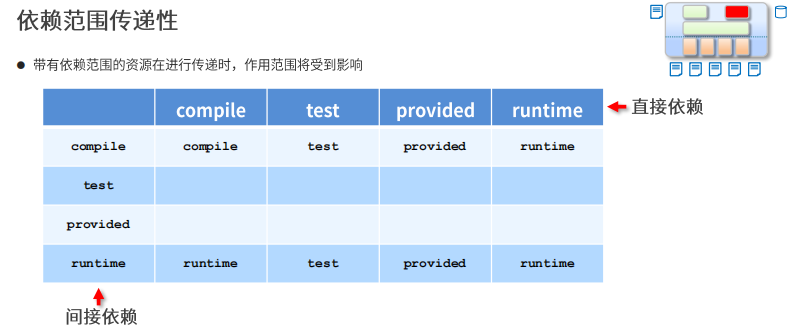 依赖范围传递性
● 带有依赖范围的资源在进行传递时，作用范围将受到影响
compile test provided runtime
直接依赖
compile compile test provided runtime
test
provided
runtime runtime test provided runtime
间接依赖